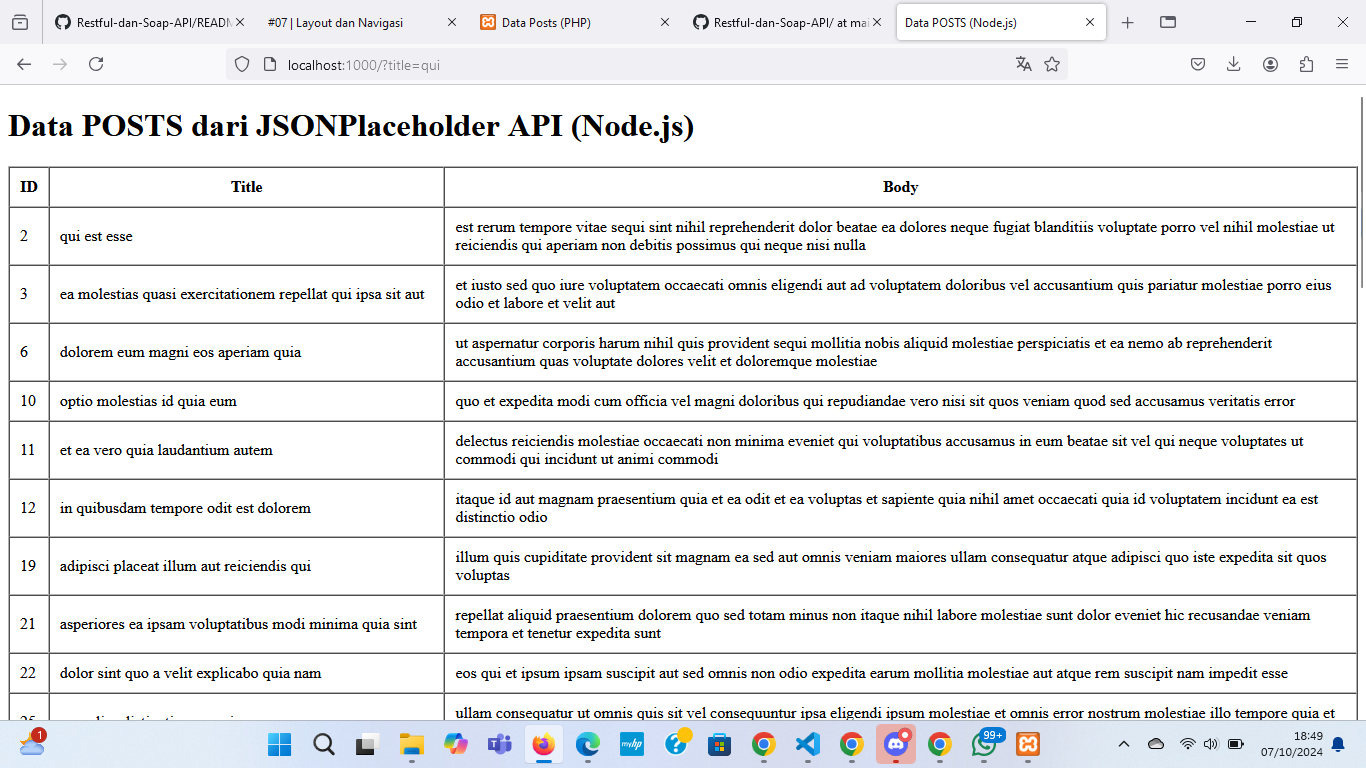 Restful-dan-Soap-API/READM
#07 | Layout dan Navigasi
Data Posts (PHP)
Restful-dan-Soap-API/ at mai
Data POSTS (Node.js)
localhost:1000/?title=qui
Data POSTS dari JSONPlaceholder API (Node.js)
ID Title Body
2 qui est esse est rerum tempore vitae sequi sint nihil reprehenderit dolor beatae ea dolores neque fugiat blanditiis voluptate porro vel nihil molestiae ut
reiciendis qui aperiam non debitis possimus qui neque nisi nulla
3 ea molestias quasi exercitationem repellat qui ipsa sit aut et iusto sed quo iure voluptatem occaecati omnis eligendi aut ad voluptatem doloribus vel accusantium quis pariatur molestiae porro eius
odio et labore et velit aut
6 dolorem eum magni eos aperiam quia ut aspernatur corporis harum nihil quis provident sequi mollitia nobis aliquid molestiae perspiciatis et ea nemo ab reprehenderit
accusantium quas voluptate dolores velit et doloremque molestiae
10 optio molestias id quia eum quo et expedita modi cum officia vel magni doloribus qui repudiandae vero nisi sit quos veniam quod sed accusamus veritatis error
11 et ea vero quia laudantium autem delectus reiciendis molestiae occaecati non minima eveniet qui voluptatibus accusamus in eum beatae sit vel qui neque voluptates ut
commodi qui incidunt ut animi commodi
12 in quibusdam tempore odit est dolorem itaque id aut magnam praesentium quia et ea odit et ea voluptas et sapiente quia nihil amet occaecati quia id voluptatem incidunt ea est
distinctio odio
19 adipisci placeat illum aut reiciendis qui illum quis cupiditate provident sit magnam ea sed aut omnis veniam maiores ullam consequatur atque adipisci quo iste expedita sit quos
voluptas
21 asperiores ea ipsam voluptatibus modi minima quia sint repellat aliquid praesentium dolorem quo sed totam minus non itaque nihil labore molestiae sunt dolor eveniet hic recusandae veniam
tempora et tenetur expedita sunt
22 dolor sint quo a velit explicabo quia nam eos qui et ipsum ipsam suscipit aut sed omnis non odio expedita earum mollitia molestiae aut atque rem suscipit nam impedit esse
ullam consequatur ut omnis quis sit vel consequuntur ipsa eligendi ipsum molestiae et omnis error nostrum molestiae illo tempore quia et
1
myhp
99+
18:49
07/10/2024